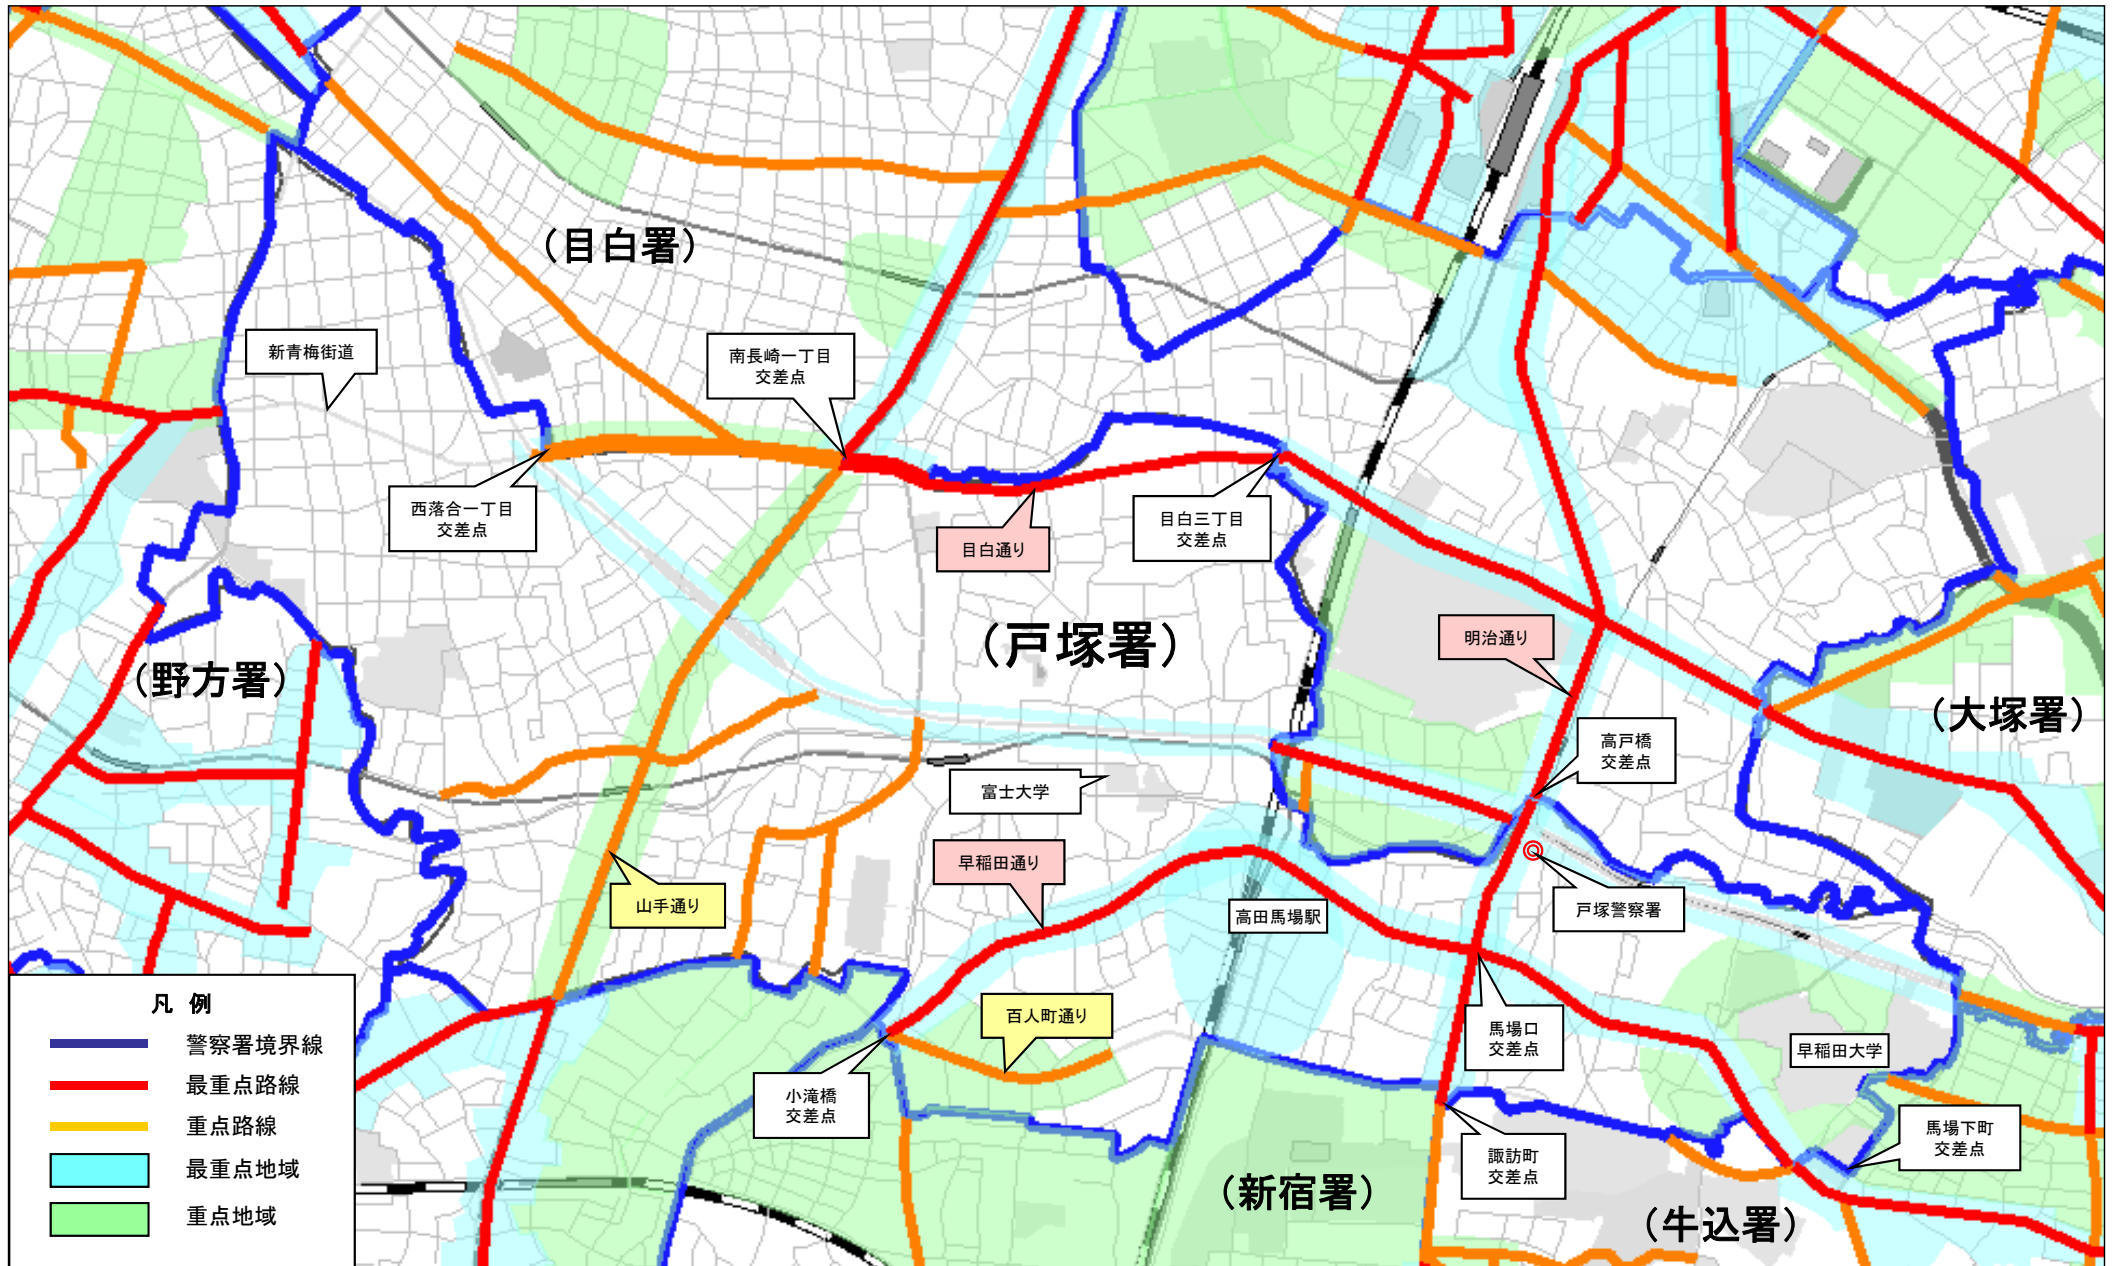 （目白署）
新青梅街道
南長崎一丁目
交差点
西落合一丁目
交差点
目白通り
目白三丁目
交差点
（戸塚署）
明治通り
（野方署）
（大塚署）
高戸橋
交差点
富士大学
早稲田通り
山手通り
高田馬場駅
戸塚警察署
百人町通り
馬場口
交差点
早稲田大学
小滝橋
交差点
諏訪町
交差点
馬場下町
交差点
（新宿署）
（牛込署）
凡 例
警察署境界線
最重点路線
重点路線
最重点地域
重点地域